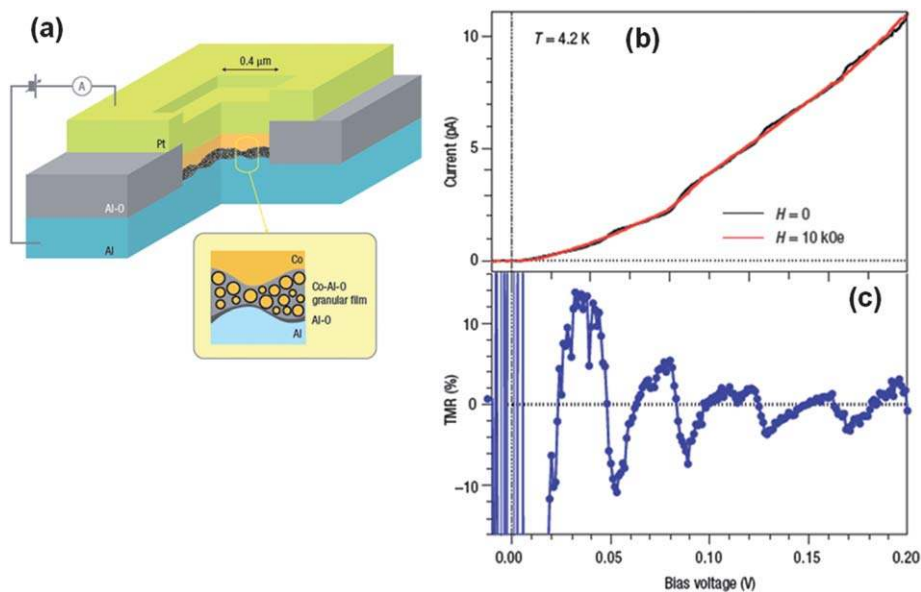 (a)
0.4 μm
A
Pt
Al-O
Al
Co
Co-Al-O
granular film
Al-O
Al
(b)
T = 4.2 K
10
5
0
Current (pA)
H = 0
H = 10 kOe
(c)
10
0
−10
TMR (%)
0.00 0.05 0.10 0.15 0.20
Bias voltage (V)